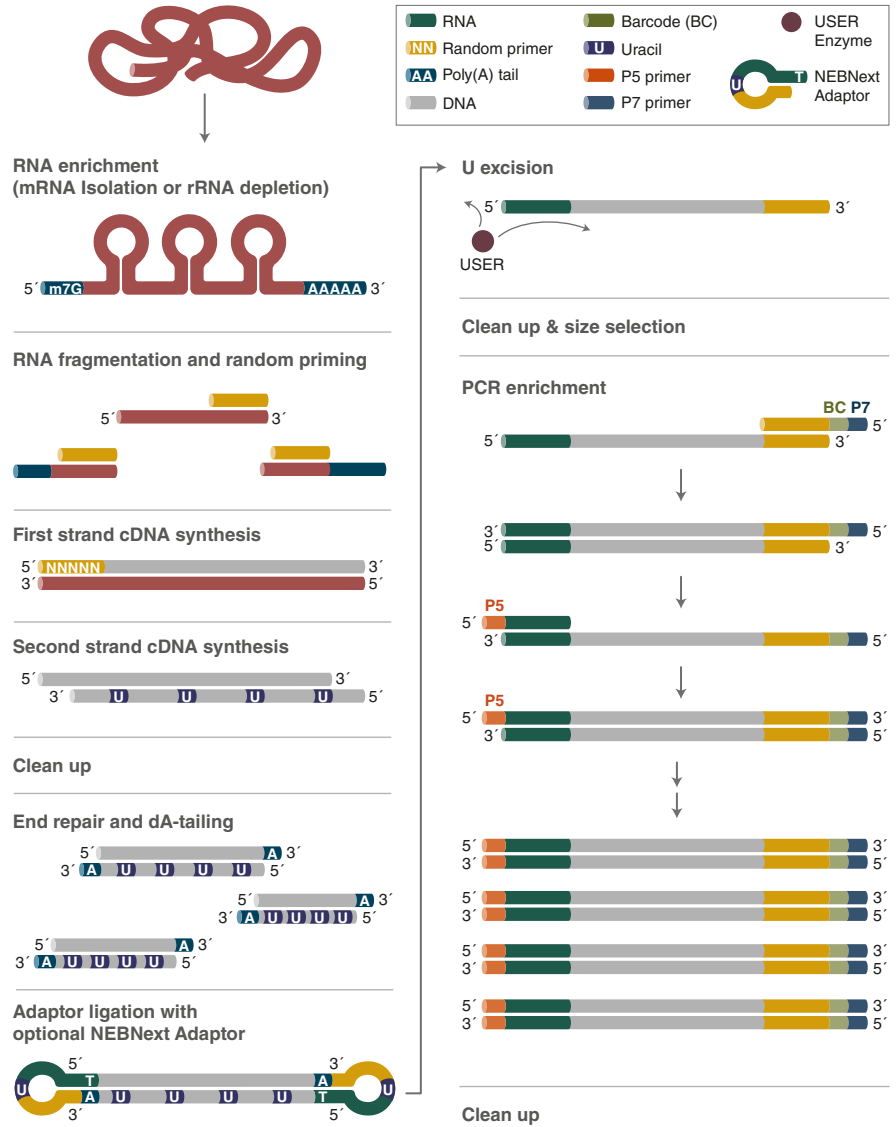 RNA
NN Random primer
AA Poly(A) tail
DNA
Barcode (BC)
U Uracil
P5 primer
P7 primer
USER
Enzyme
U T NEBNext
Adaptor
RNA enrichment
(mRNA Isolation or rRNA depletion)
5´ m7G AAAAA 3´
RNA fragmentation and random priming
5´ 3´
First strand cDNA synthesis
5´ NNNNN 3´
3´ 5´
Second strand cDNA synthesis
5´ 3´
3´ U U U U 5´
Clean up
End repair and dA-tailing
5´ A 3´
3´ A U U U U 5´
5´ A 3´
3´ A U U U U 5´
5´ A 3´
3´ A U U U U 5´
Adaptor ligation with
optional NEBNext Adaptor
5´ 3´
T A
U U
A U U U U T
3´ 5´
U excision
5´ 3´
USER
Clean up & size selection
PCR enrichment
BC P7
5´
5´ 3´
3´ 5´
5´ 3´
P5
5´
3´ 5´
P5
5´ 3´
3´ 5´
5´ 3´
3´ 5´
5´ 3´
3´ 5´
5´ 3´
3´ 5´
5´ 3´
3´ 5´
Clean up